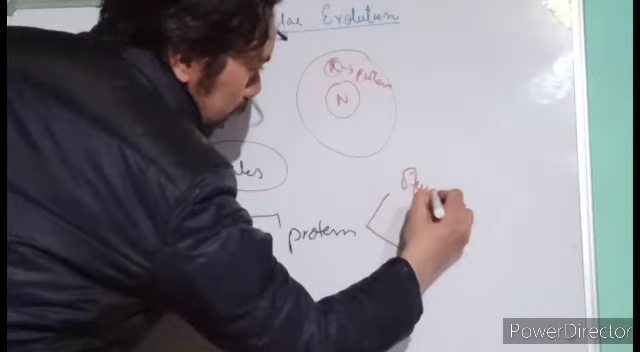 lar Evolution
R → protein
N
protein
PowerDirector